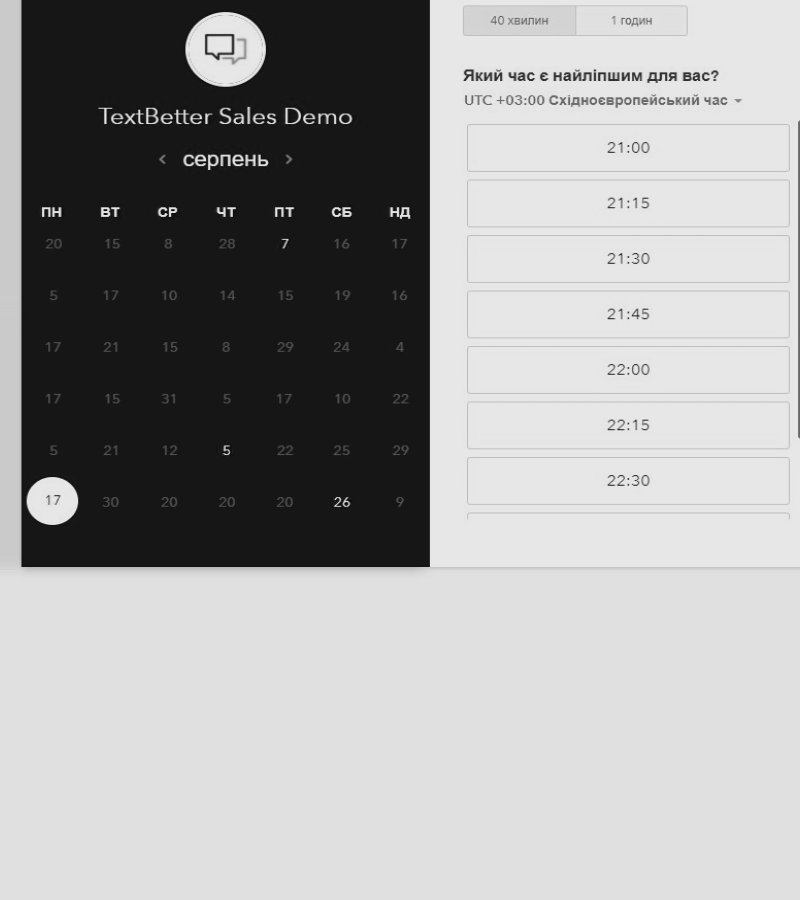 TextBetter Sales Demo
‹ серпень ›
ПН ВТ СР ЧТ ПТ СБ НД
20 15 8 28 7 16 17
5 17 10 14 15 19 16
17 21 15 8 29 24 4
17 15 31 5 17 10 22
5 21 12 5 22 25 29
17 30 20 20 20 26 9
40 хвилин 1 годин
Який час є найліпшим для вас?
UTC +03:00 Східноєвропейський час
21:00
21:15
21:30
21:45
22:00
22:15
22:30